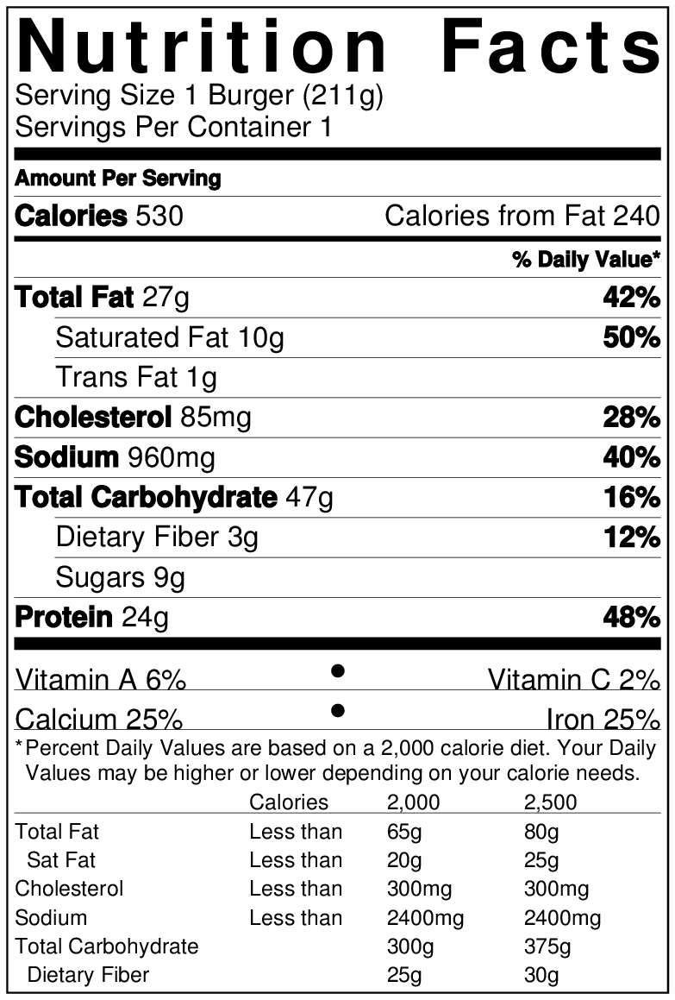 Nutrition Facts
Serving Size 1 Burger (211g)
Servings Per Container 1
Amount Per Serving
Calories 530 Calories from Fat 240
% Daily Value*
Total Fat 27g 42%
Saturated Fat 10g 50%
Trans Fat 1g
Cholesterol 85mg 28%
Sodium 960mg 40%
Total Carbohydrate 47g 16%
Dietary Fiber 3g 12%
Sugars 9g
Protein 24g 48%
Vitamin A 6% • Vitamin C 2%
Calcium 25% • Iron 25%
*Percent Daily Values are based on a 2,000 calorie diet. Your Daily
Values may be higher or lower depending on your calorie needs.
Calories 2,000 2,500
Total Fat Less than 65g 80g
Sat Fat Less than 20g 25g
Cholesterol Less than 300mg 300mg
Sodium Less than 2400mg 2400mg
Total Carbohydrate 300g 375g
Dietary Fiber 25g 30g